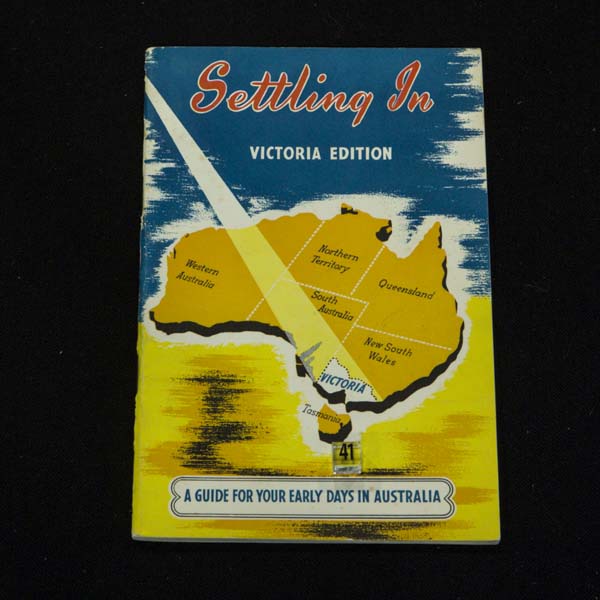 Settling In
VICTORIA EDITION
Western
Australia
Northern
Territory
Queensland
South
Australia
New South
Wales
VICTORIA
Tasmania
41
A GUIDE FOR YOUR EARLY DAYS IN AUSTRALIA